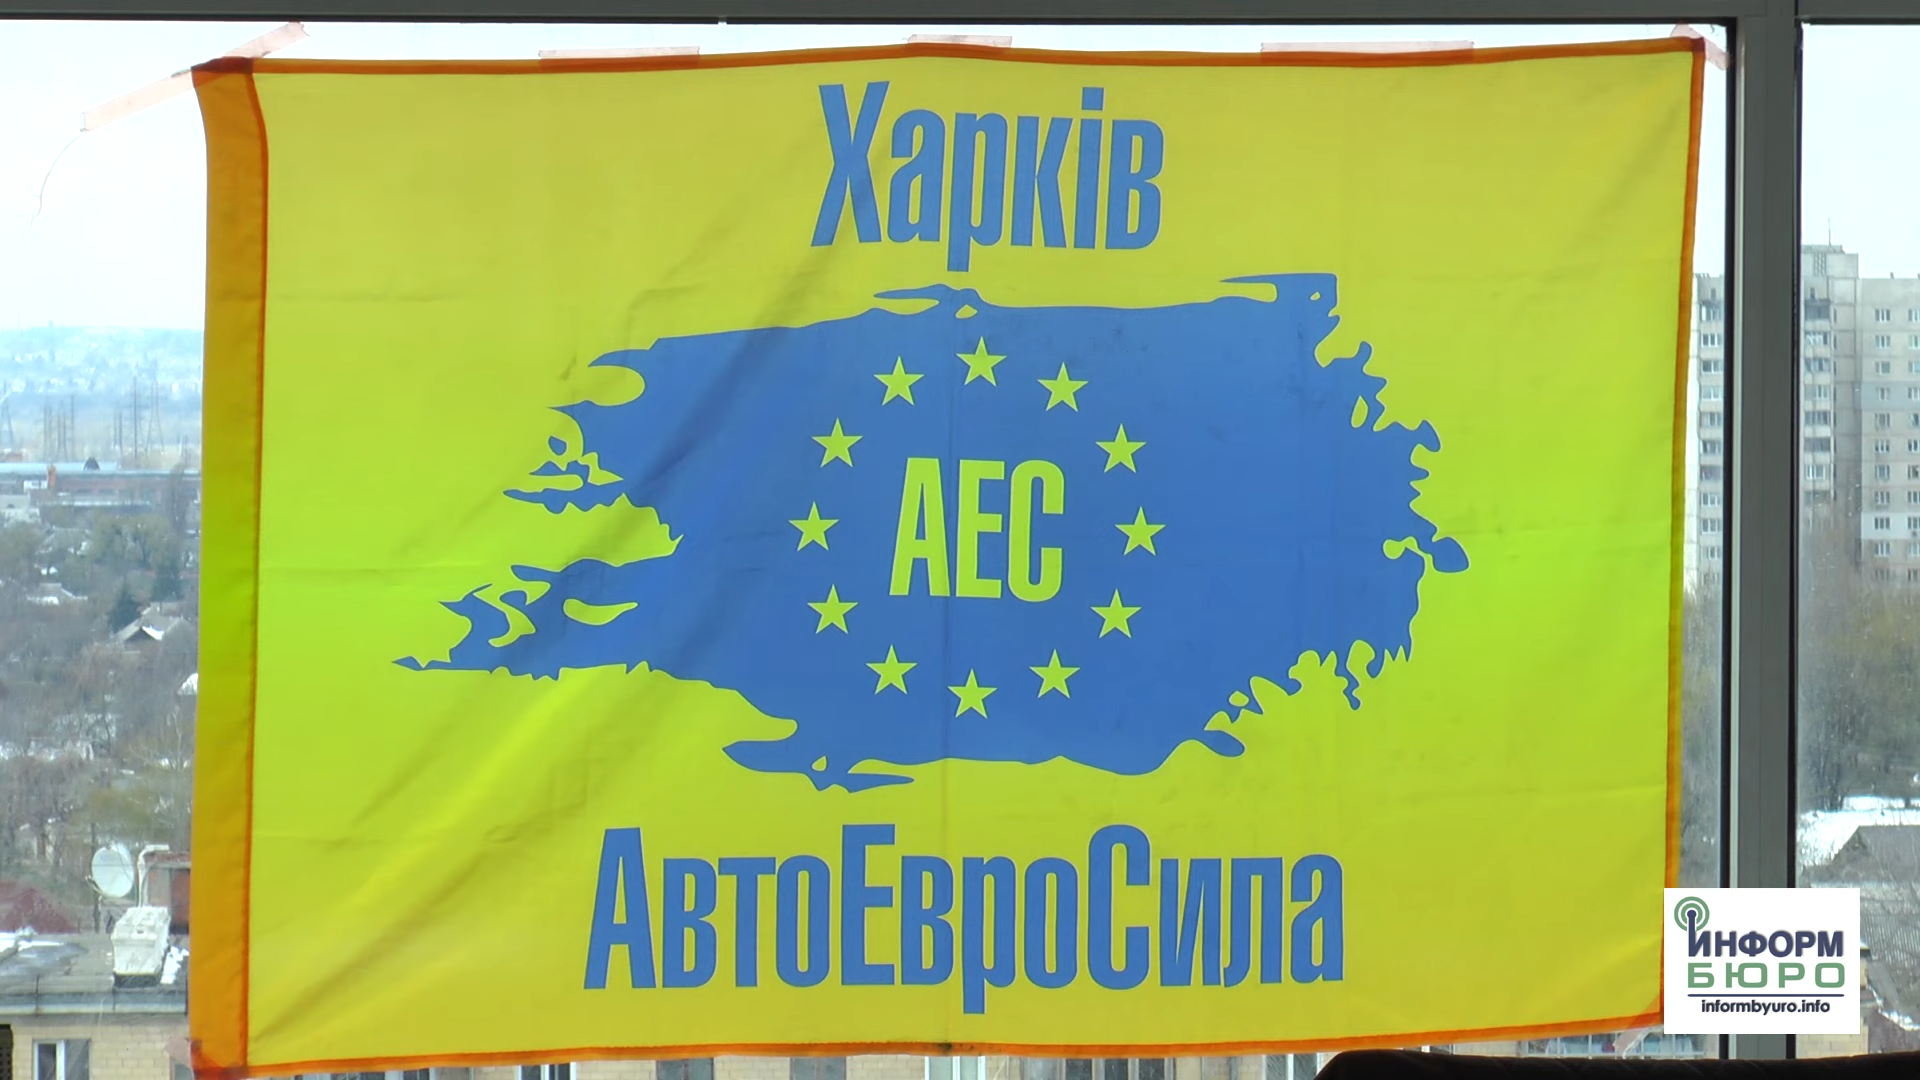 Харків
АЕС
АвтоЕвроСила
ИНФОРМ
БЮРО
informbyuro.info